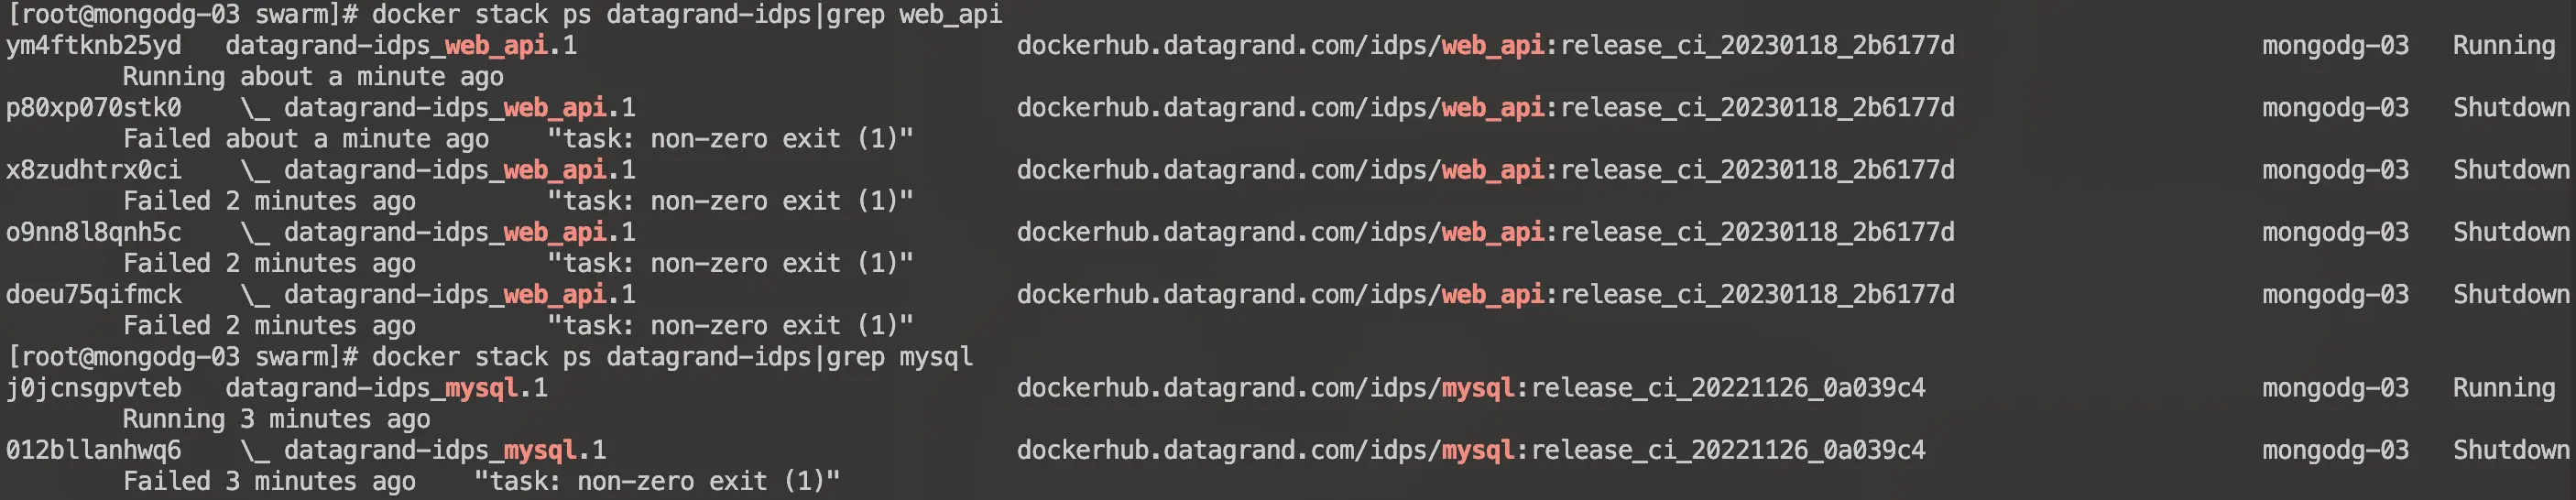 [root@mongodg-03 swarm]# docker stack ps datagrand-idps|grep web_api
ym4ftknb25yd   datagrand-idps_web_api.1   dockerhub.datagrand.com/idps/web_api:release_ci_20230118_2b6177d   mongodg-03   Running
        Running about a minute ago
p80xp070stk0    \_ datagrand-idps_web_api.1   dockerhub.datagrand.com/idps/web_api:release_ci_20230118_2b6177d   mongodg-03   Shutdown
        Failed about a minute ago    "task: non-zero exit (1)"
x8zudhtrx0ci    \_ datagrand-idps_web_api.1   dockerhub.datagrand.com/idps/web_api:release_ci_20230118_2b6177d   mongodg-03   Shutdown
        Failed 2 minutes ago         "task: non-zero exit (1)"
o9nn8l8qnh5c    \_ datagrand-idps_web_api.1   dockerhub.datagrand.com/idps/web_api:release_ci_20230118_2b6177d   mongodg-03   Shutdown
        Failed 2 minutes ago         "task: non-zero exit (1)"
doeu75qifmck    \_ datagrand-idps_web_api.1   dockerhub.datagrand.com/idps/web_api:release_ci_20230118_2b6177d   mongodg-03   Shutdown
        Failed 2 minutes ago         "task: non-zero exit (1)"
[root@mongodg-03 swarm]# docker stack ps datagrand-idps|grep mysql
j0jcnsgpvteb   datagrand-idps_mysql.1   dockerhub.datagrand.com/idps/mysql:release_ci_20221126_0a039c4   mongodg-03   Running
        Running 3 minutes ago
012bllanhwq6    \_ datagrand-idps_mysql.1   dockerhub.datagrand.com/idps/mysql:release_ci_20221126_0a039c4   mongodg-03   Shutdown
        Failed 3 minutes ago    "task: non-zero exit (1)"